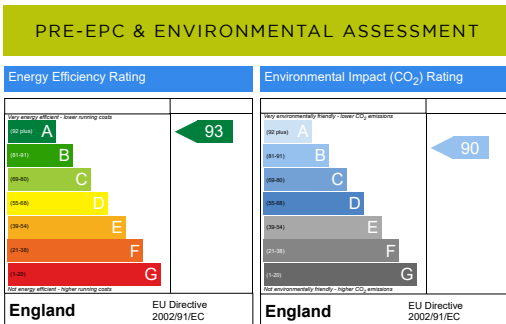 PRE-EPC & ENVIRONMENTAL ASSESSMENT
Energy Efficiency Rating
Very energy efficient - lower running costs
(92 plus) A
93
(81-91) B
(69-80) C
(55-68) D
(39-54) E
(21-38) F
(1-20) G
Not energy efficient - higher running costs
England
EU Directive
2002/91/EC
Environmental Impact (CO₂) Rating
Very environmentally friendly - lower CO₂ emissions
(92 plus) A
(81-91) B
90
(69-80) C
(55-68) D
(39-54) E
(21-38) F
(1-20) G
Not environmentally friendly - higher CO₂ emissions
England
EU Directive
2002/91/EC